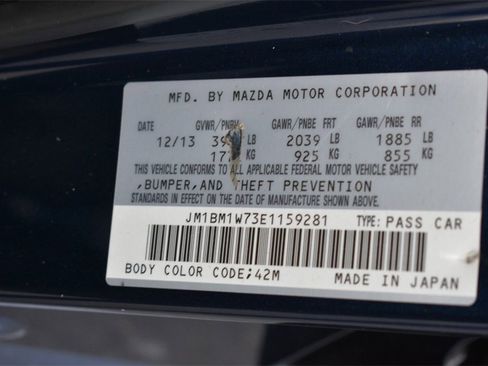 MFD. BY MAZDA MOTOR CORPORATION
DATE GVWR/PNBV GAWR/PNBE FRT GAWR/PNBE RR
12/13 LB 2039 LB 1885 LB
KG 925 KG 855 KG
THIS VEHICLE CONFORMS TO ALL APPLICABLE FEDERAL MOTOR VEHICLE SAFETY
,BUMPER,AND THEFT PREVENTION
STANDARDS IN EFFECT ON THE DATE OF MANUFACTURE SHOWN ABOVE.
JM1BM1W73E1159281 TYPE: PASS CAR
BODY COLOR CODE;42M MADE IN JAPAN